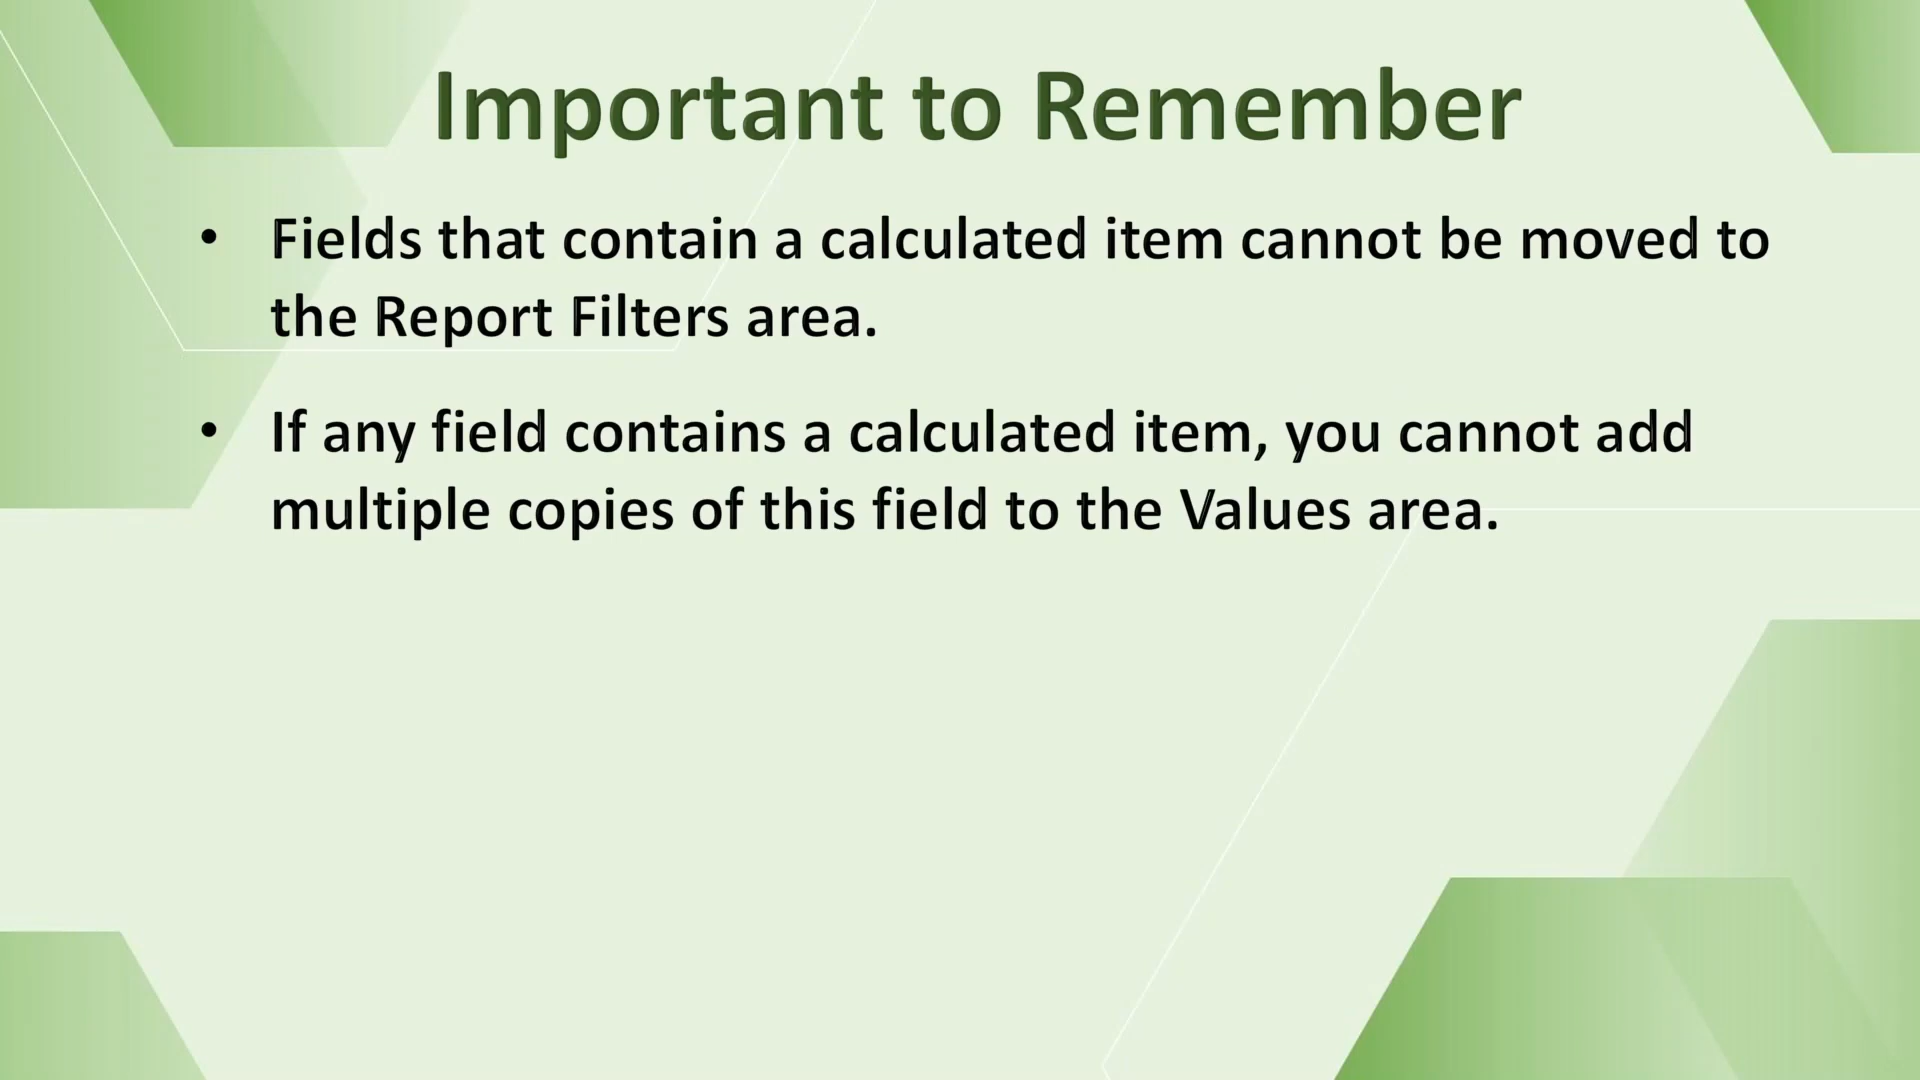 Important to Remember
• Fields that contain a calculated item cannot be moved to
the Report Filters area.
• If any field contains a calculated item, you cannot add
multiple copies of this field to the Values area.